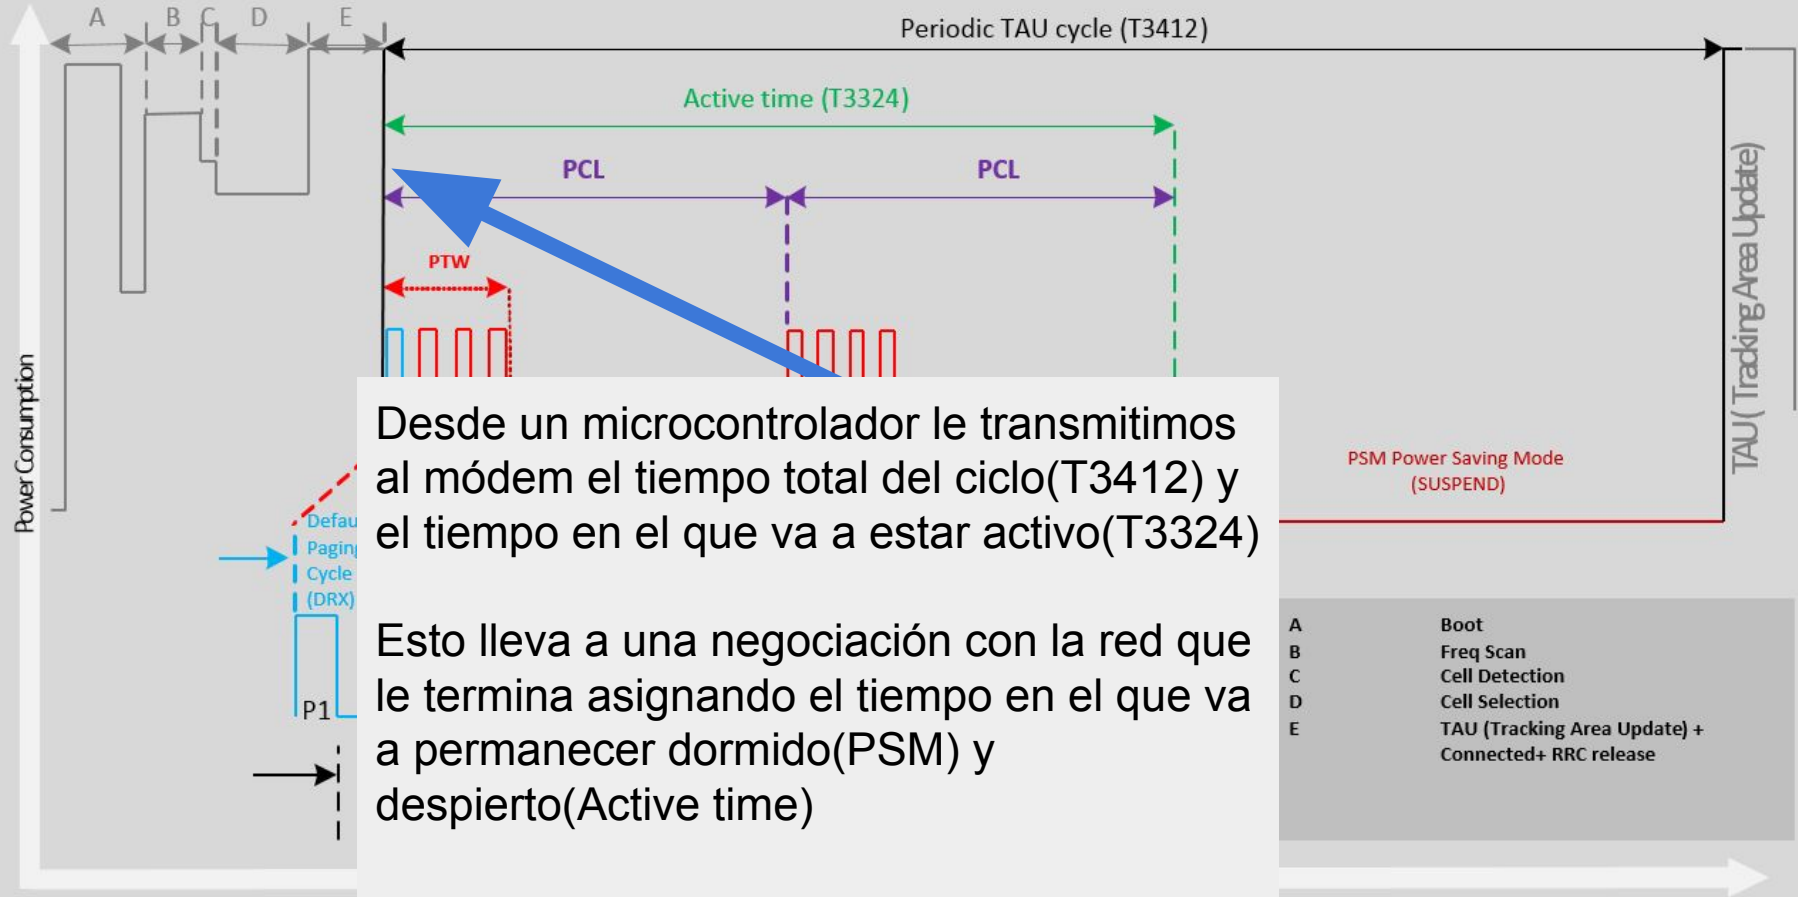 A B C D E
Periodic TAU cycle (T3412)
Active time (T3324)
PCL
PCL
PTW
Power Consumption
TAU( Tracking Area Update)
Desde un microcontrolador le transmitimos
al módem el tiempo total del ciclo(T3412) y
el tiempo en el que va a estar activo(T3324)
Esto lleva a una negociación con la red que
le termina asignando el tiempo en el que va
a permanecer dormido(PSM) y
despierto(Active time)
PSM Power Saving Mode
(SUSPEND)
Cycle
(DRX)
P1
A Boot
B Freq Scan
C Cell Detection
D Cell Selection
E TAU (Tracking Area Update) +
Connected+ RRC release